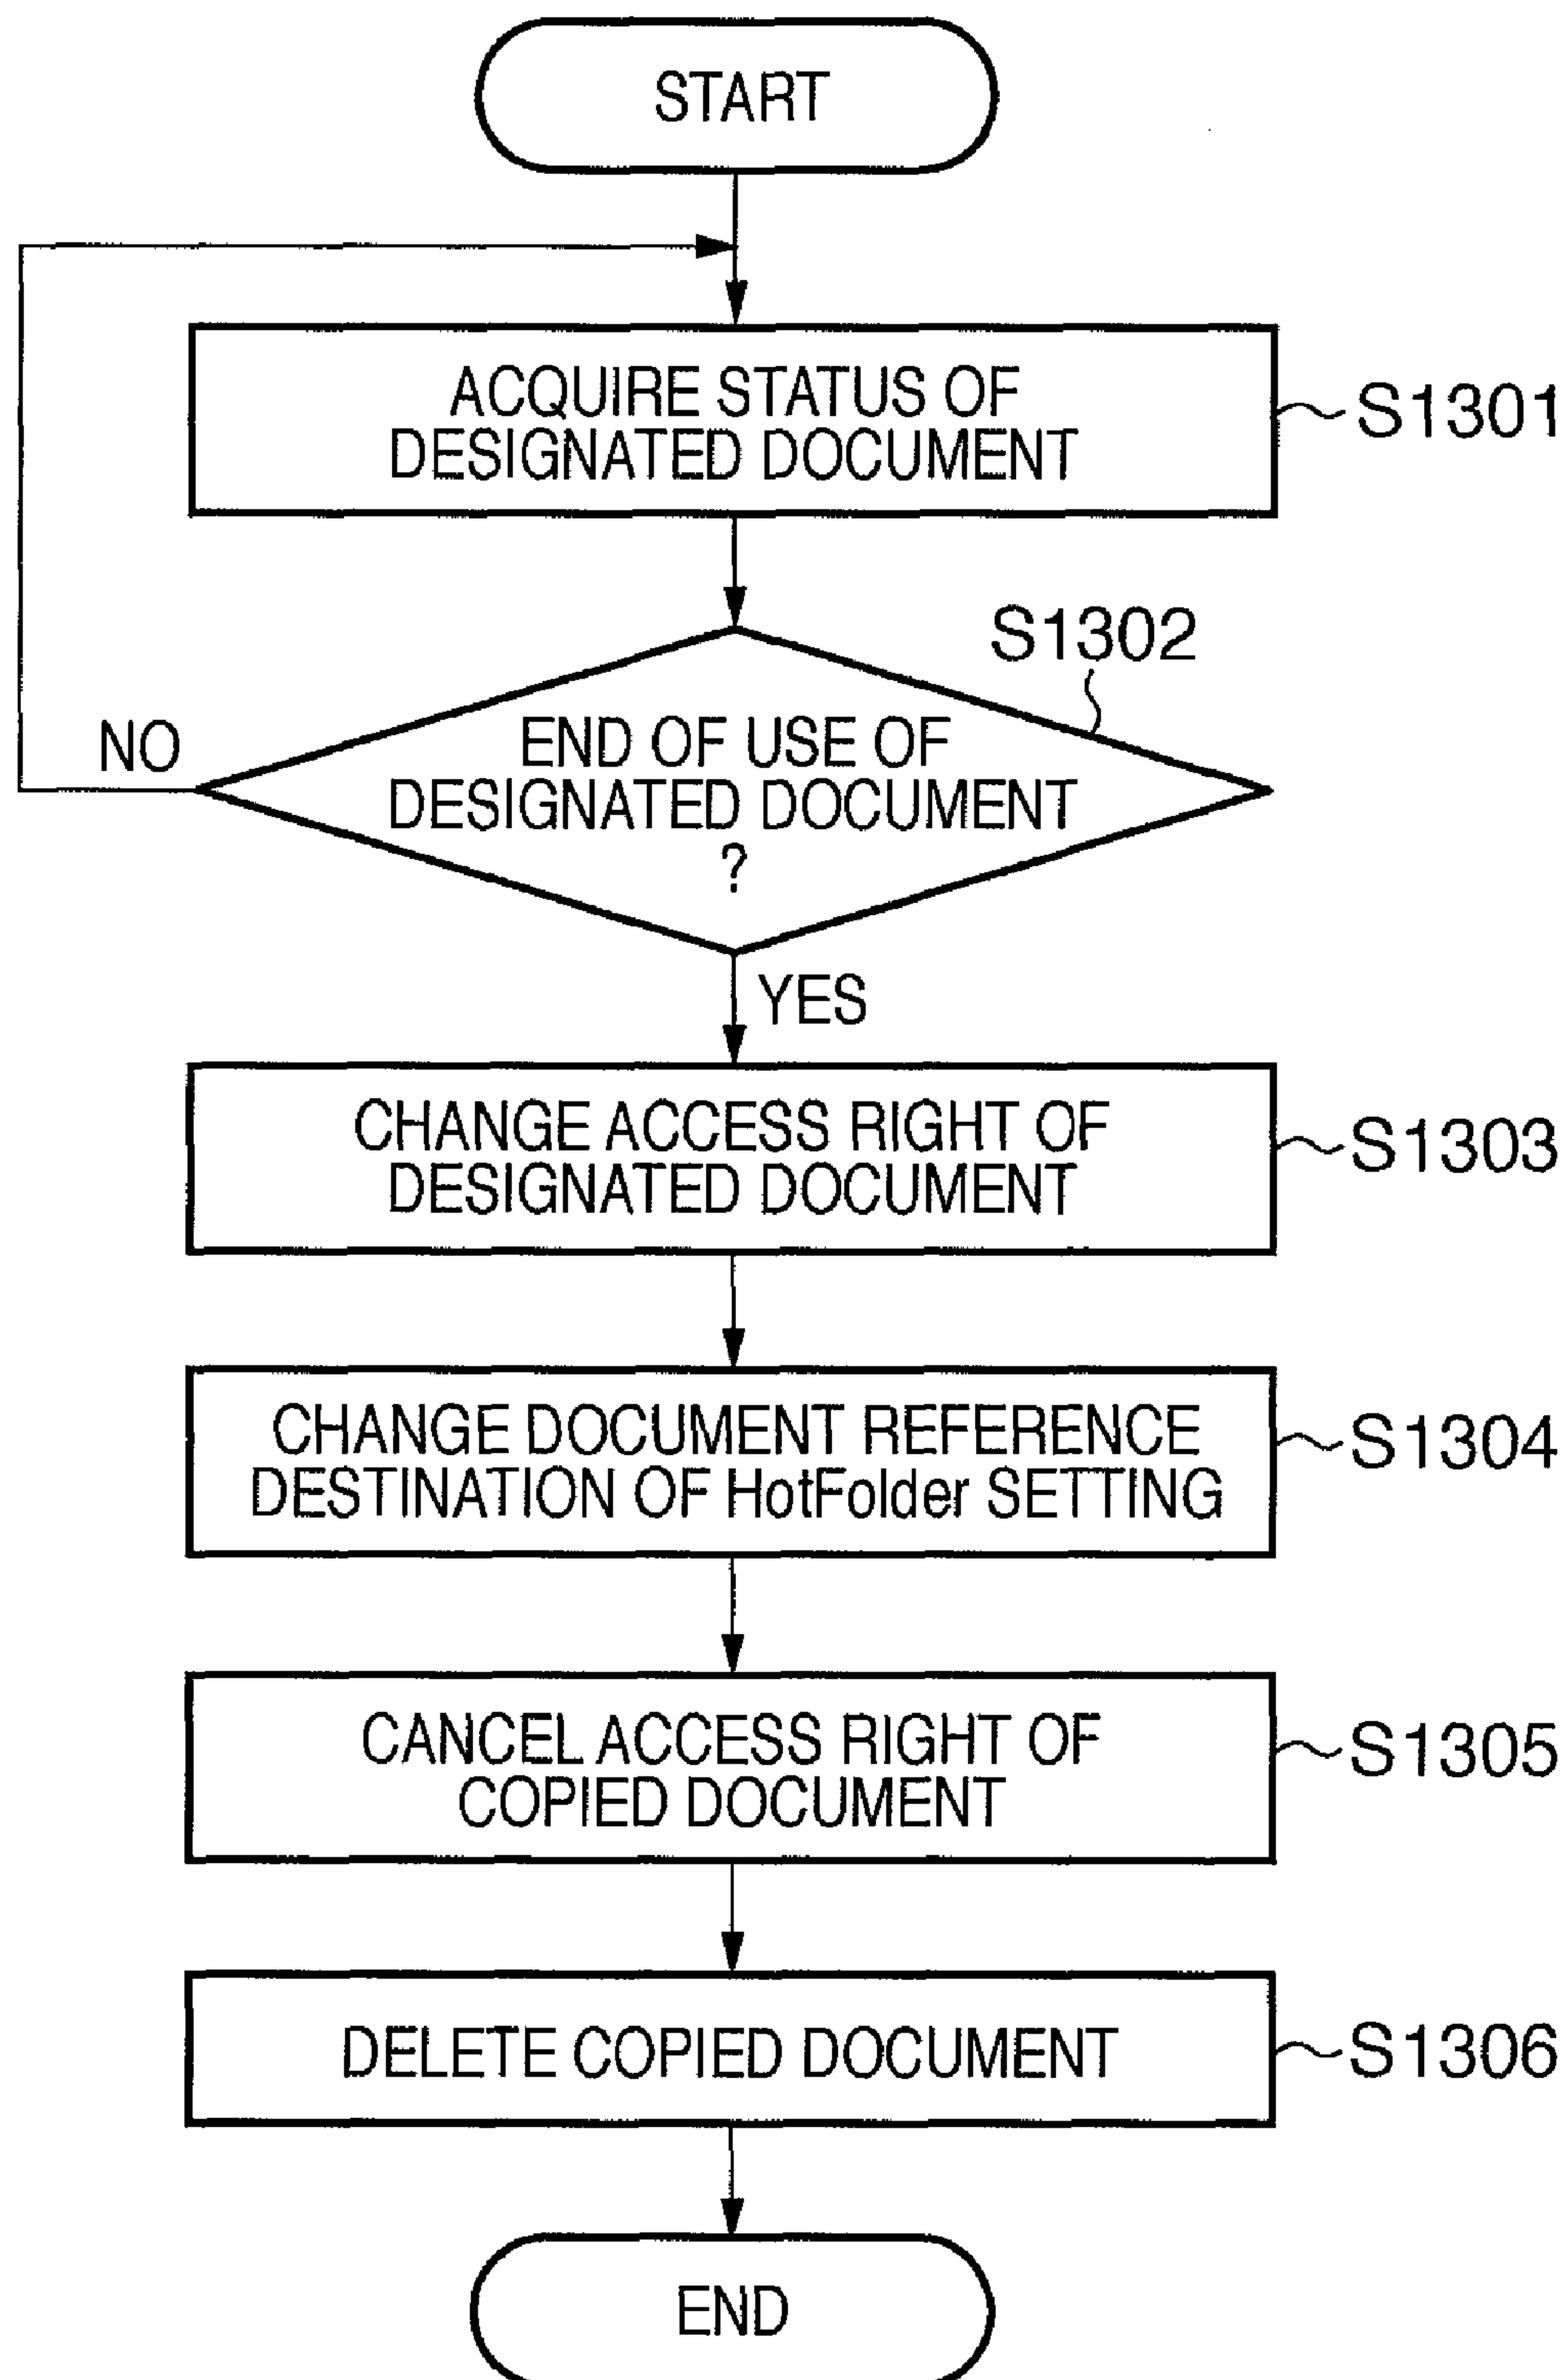 START
ACQUIRE STATUS OF
DESIGNATED DOCUMENT
S1301
S1302
END OF USE OF
DESIGNATED DOCUMENT
?
NO
YES
CHANGE ACCESS RIGHT OF
DESIGNATED DOCUMENT
S1303
CHANGE DOCUMENT REFERENCE
DESTINATION OF HotFolder SETTING
S1304
CANCEL ACCESS RIGHT OF
COPIED DOCUMENT
S1305
DELETE COPIED DOCUMENT
S1306
END